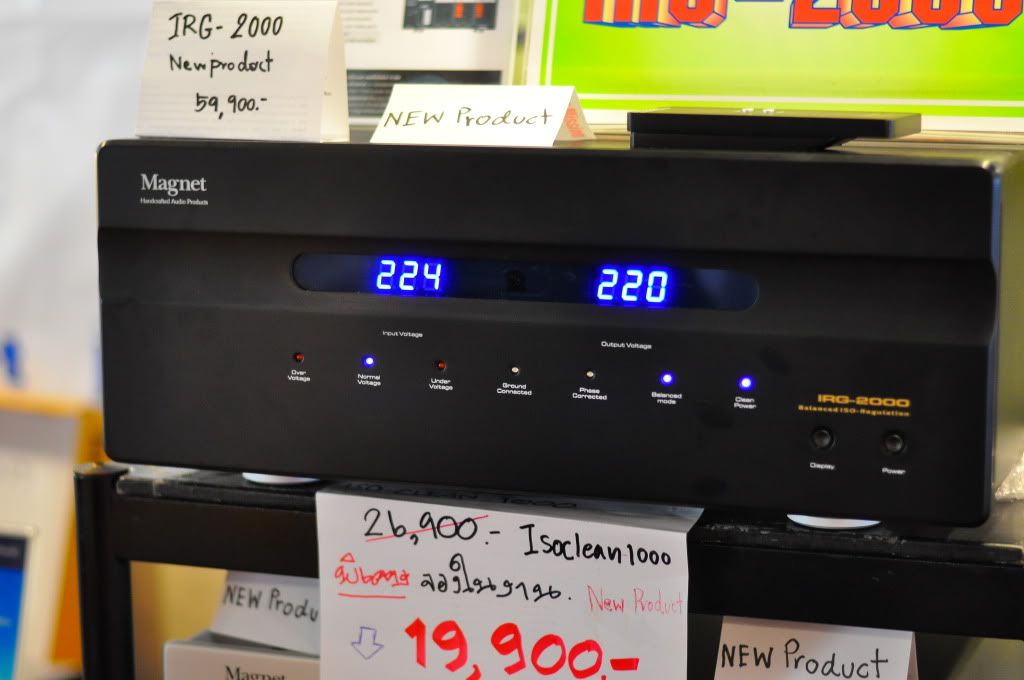 IRG-2000
New product
59,900.-
NEW Product
IRG-2000
Magnet
Handcrafted Audio Products
224
220
Input Voltage
Output Voltage
Over Voltage
Normal Voltage
Under Voltage
Ground Connected
Phase Corrected
Balanced mode
Clean Power
IRG-2000
Balanced ISO-Regulation
Display
Power
26,900.-
Isoclean1000
New Product
19,900.-
NEW Produ
NEW Product
Magnet